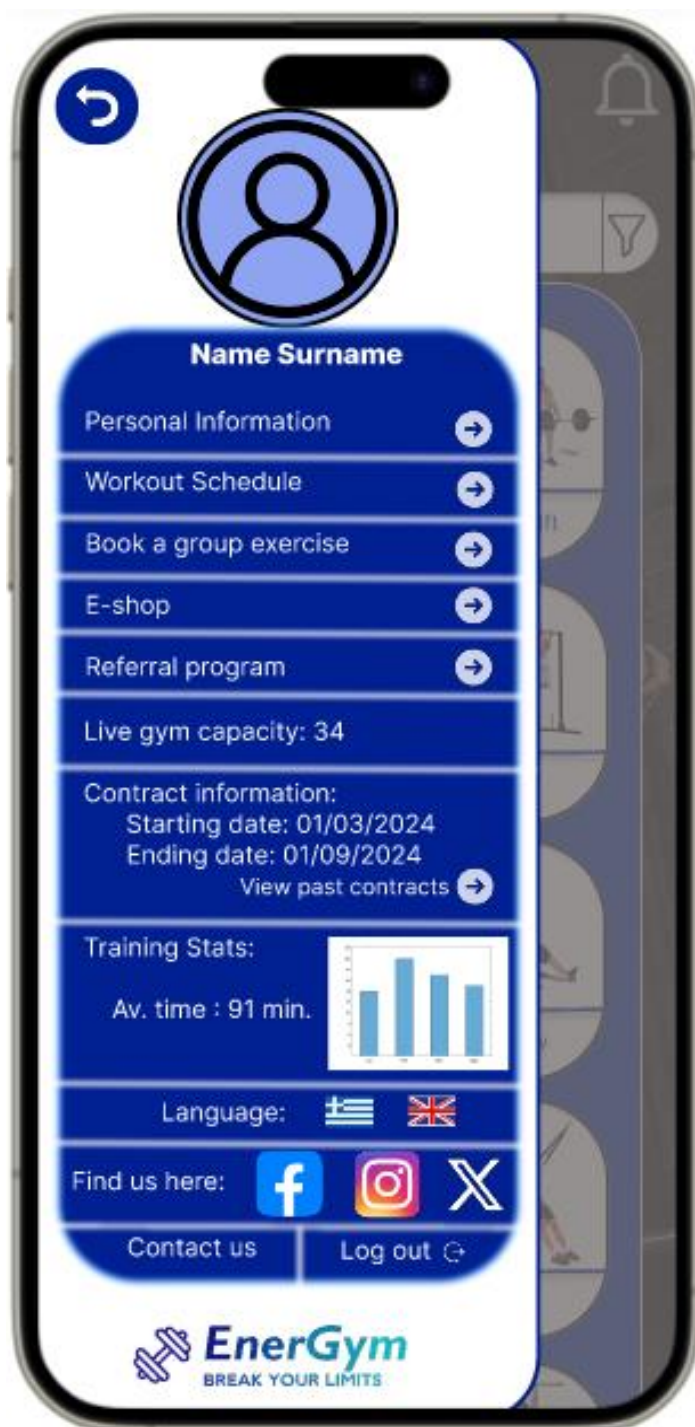 Name Surname
Personal Information
Workout Schedule
Book a group exercise
E-shop
Referral program
Live gym capacity: 34
Contract information:
Starting date: 01/03/2024
Ending date: 01/09/2024
View past contracts
Training Stats:
Av. time : 91 min.
Language:
Find us here:
Contact us
Log out
EnerGym
BREAK YOUR LIMITS